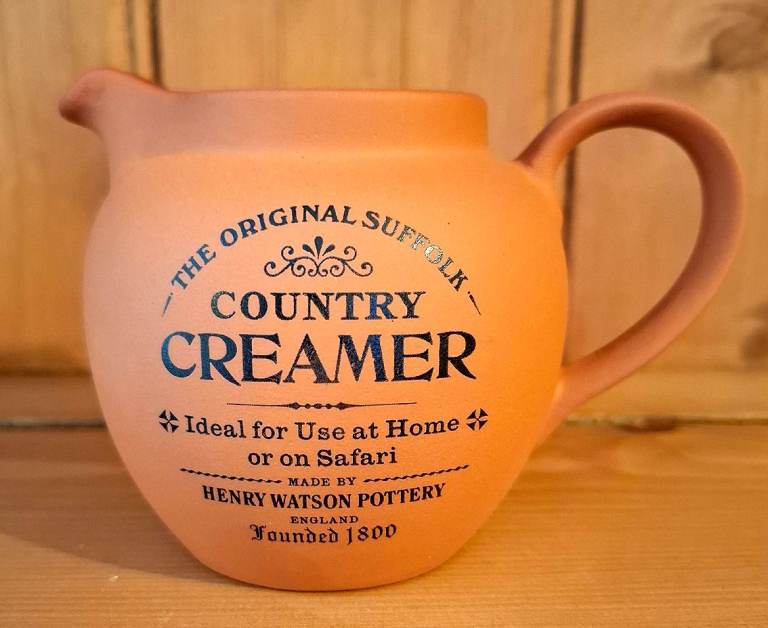 THE ORIGINAL SUFFOLK
COUNTRY
CREAMER
Ideal for Use at Home
or on Safari
MADE BY
HENRY WATSON POTTERY
ENGLAND
Founded 1800